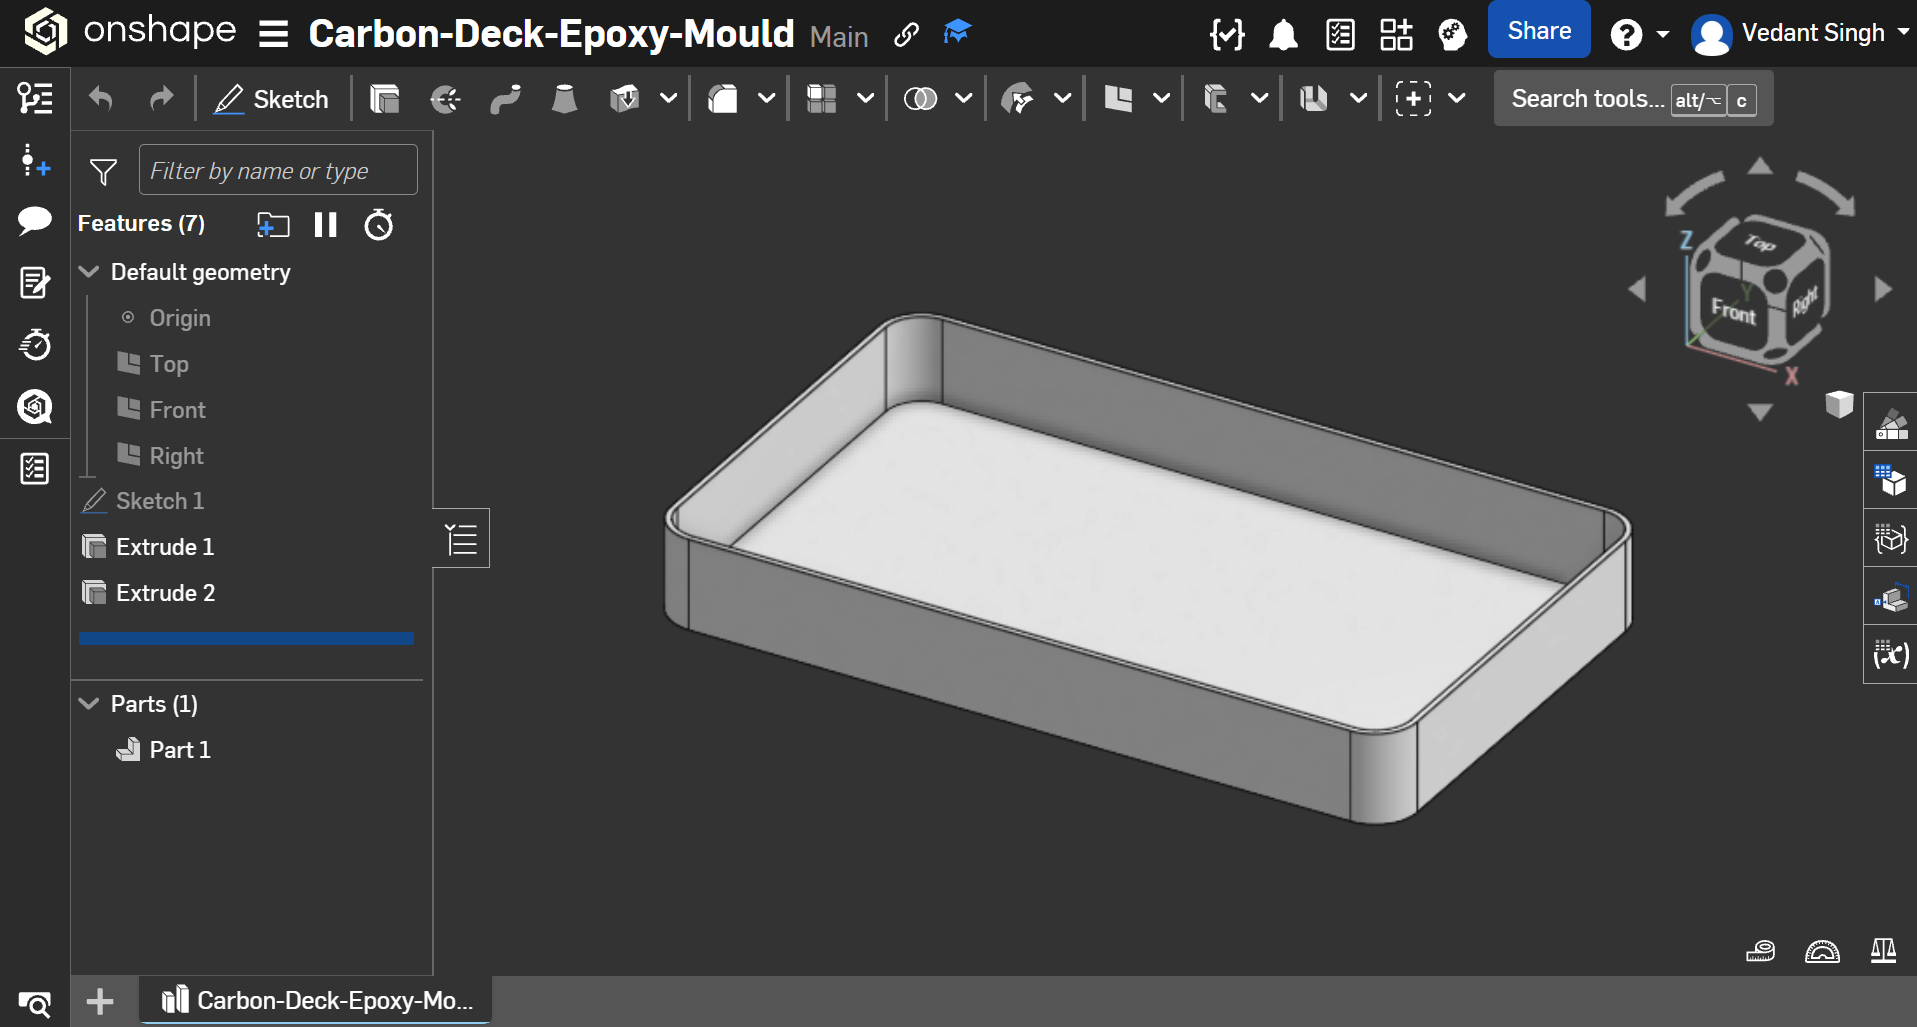 onshape Carbon-Deck-Epoxy-Mould Main Share Vedant Singh
Sketch Search tools... alt/⌥ c
Filter by name or type
Features (7)
Default geometry
Origin
Top
Front
Right
Sketch 1
Extrude 1
Extrude 2
Parts (1)
Part 1
Z
Top
Y
Front
Right
X
Carbon-Deck-Epoxy-Mo...